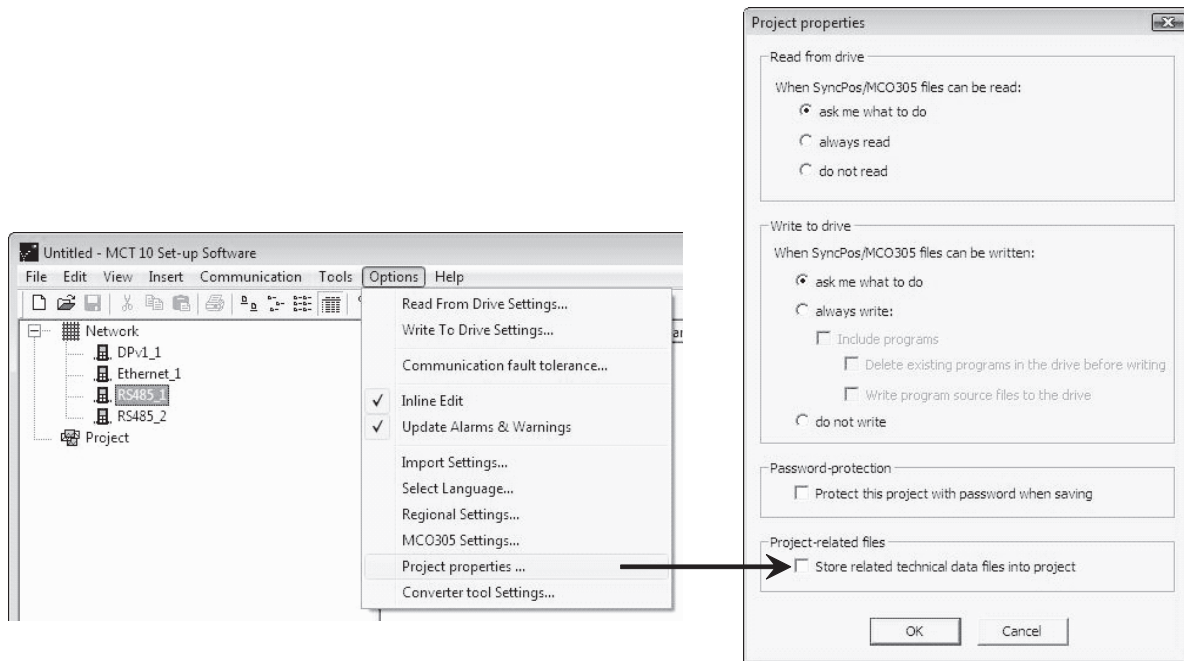 Untitled - MCT 10 Set-up Software
File Edit View Insert Communication Tools Options Help
Network
DPv1_1
Ethernet_1
RS485_1
RS485_2
Project
Read From Drive Settings...
Write To Drive Settings...
Communication fault tolerance...
Inline Edit
Update Alarms & Warnings
Import Settings...
Select Language...
Regional Settings...
MCO305 Settings...
Project properties ...
Converter tool Settings...
Project properties
Read from drive
When SyncPos/MCO305 files can be read:
ask me what to do
always read
do not read
Write to drive
When SyncPos/MCO305 files can be written:
ask me what to do
always write:
Include programs
Delete existing programs in the drive before writing
Write program source files to the drive
do not write
Password-protection
Protect this project with password when saving
Project-related files
Store related technical data files into project
OK Cancel